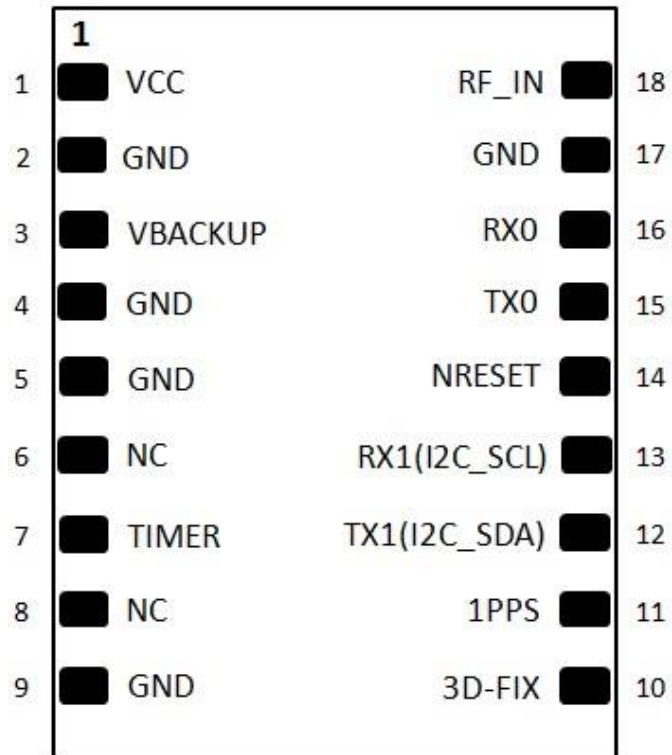 1
1 VCC RF_IN 18
2 GND GND 17
3 VBACKUP RX0 16
4 GND TX0 15
5 GND NRESET 14
6 NC RX1(I2C_SCL) 13
7 TIMER TX1(I2C_SDA) 12
8 NC 1PPS 11
9 GND 3D-FIX 10